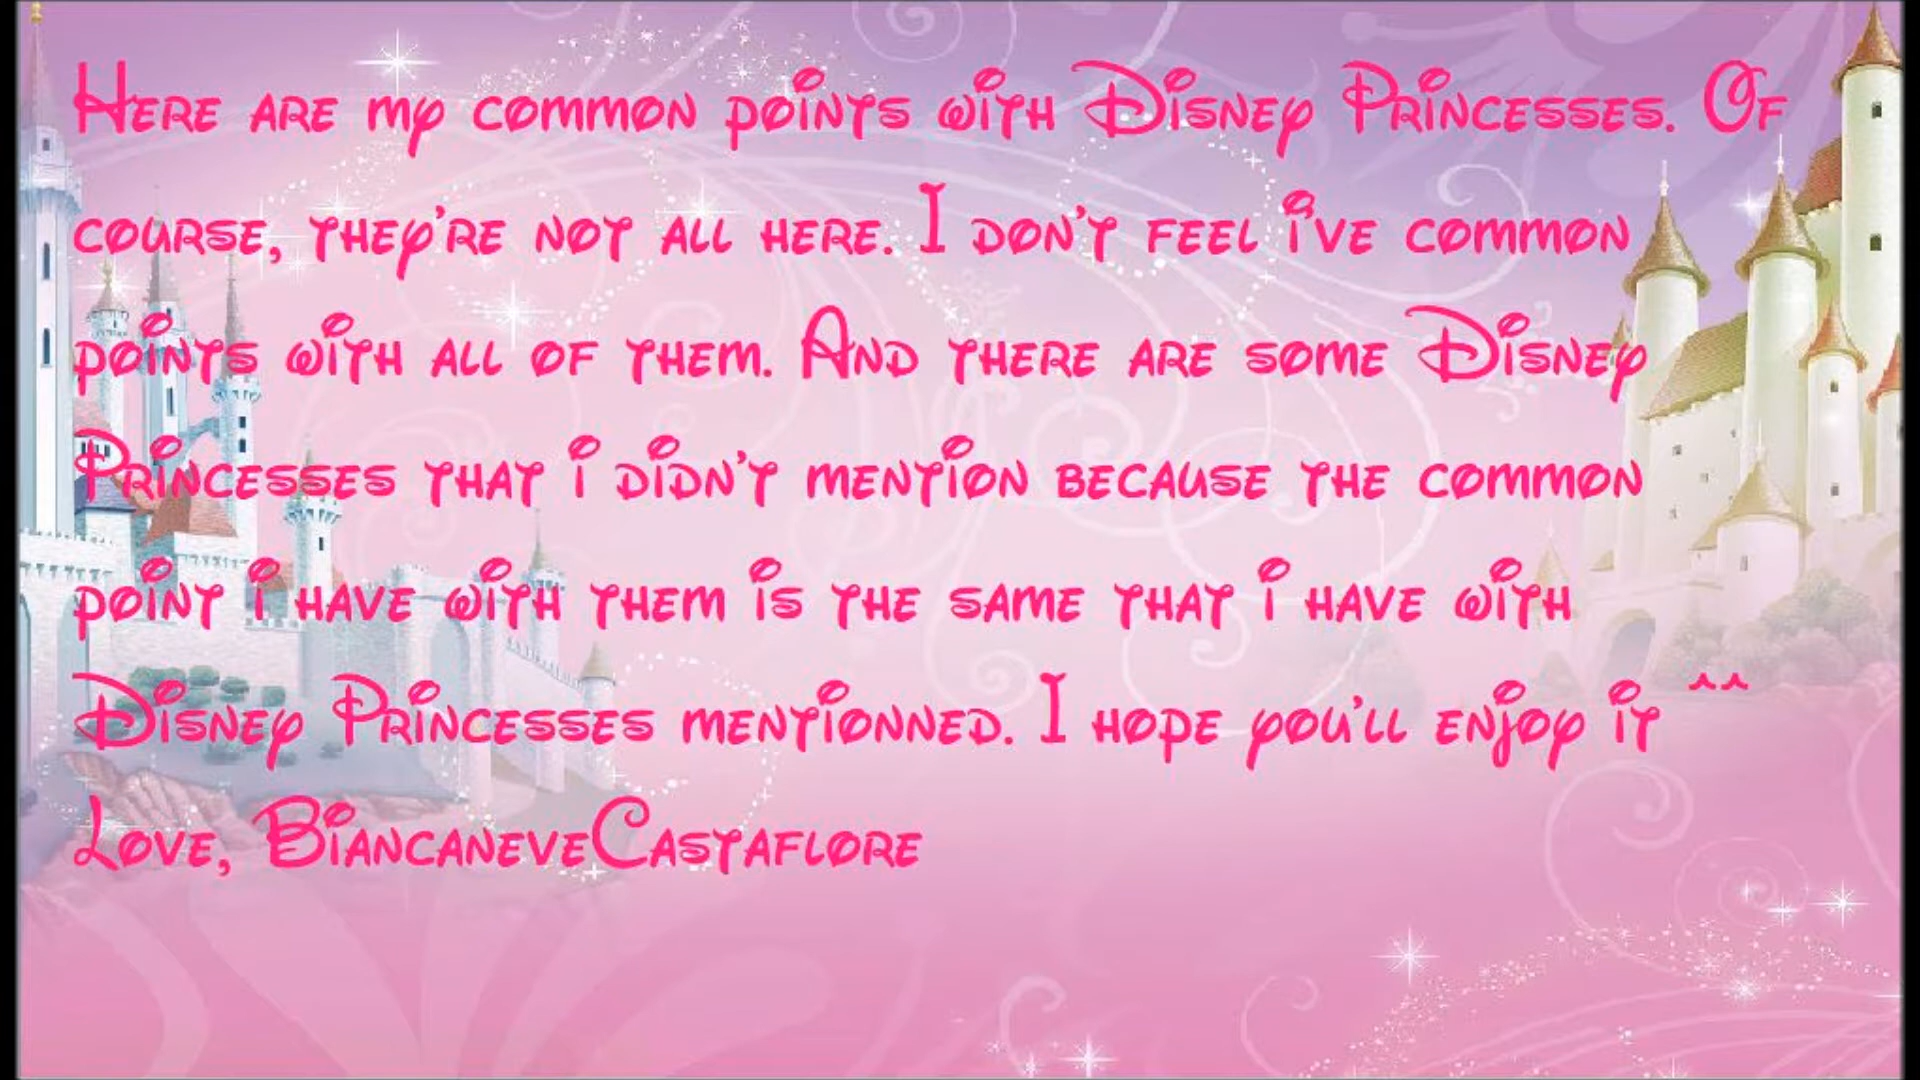 Here are my common points with Disney Princesses. Of
course, they're not all here. I don't feel i've common
points with all of them. And there are some Disney
Princesses that i didn't mention because the common
point i have with them is the same that i have with
Disney Princesses mentionned. I hope you'll enjoy it ^^
Love, BiancaneveCastaflore